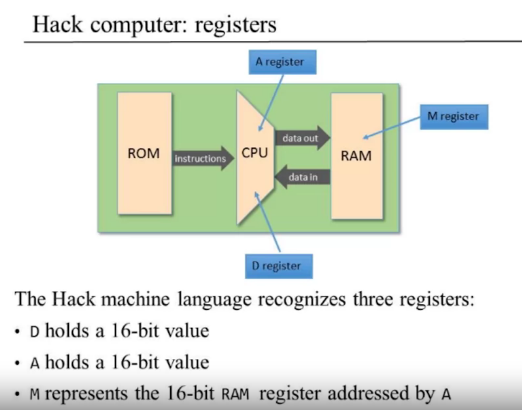 Hack computer: registers
A register
M register
ROM
instructions
CPU
data out
data in
RAM
D register
The Hack machine language recognizes three registers:
• D holds a 16-bit value
• A holds a 16-bit value
• M represents the 16-bit RAM register addressed by A